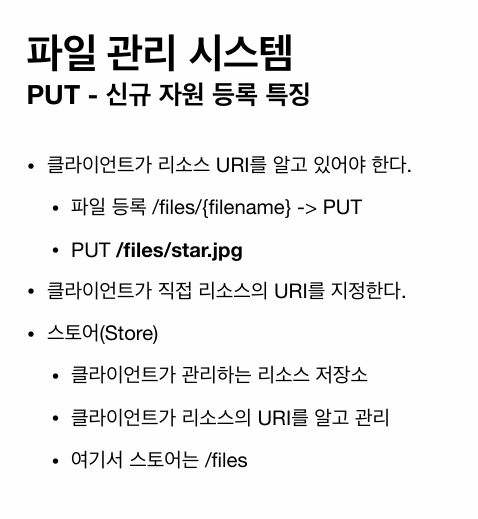 파일 관리 시스템
PUT - 신규 자원 등록 특징
• 클라이언트가 리소스 URI를 알고 있어야 한다.
• 파일 등록 /files/{filename} -> PUT
• PUT /files/star.jpg
• 클라이언트가 직접 리소스의 URI를 지정한다.
• 스토어(Store)
• 클라이언트가 관리하는 리소스 저장소
• 클라이언트가 리소스의 URI를 알고 관리
• 여기서 스토어는 /files